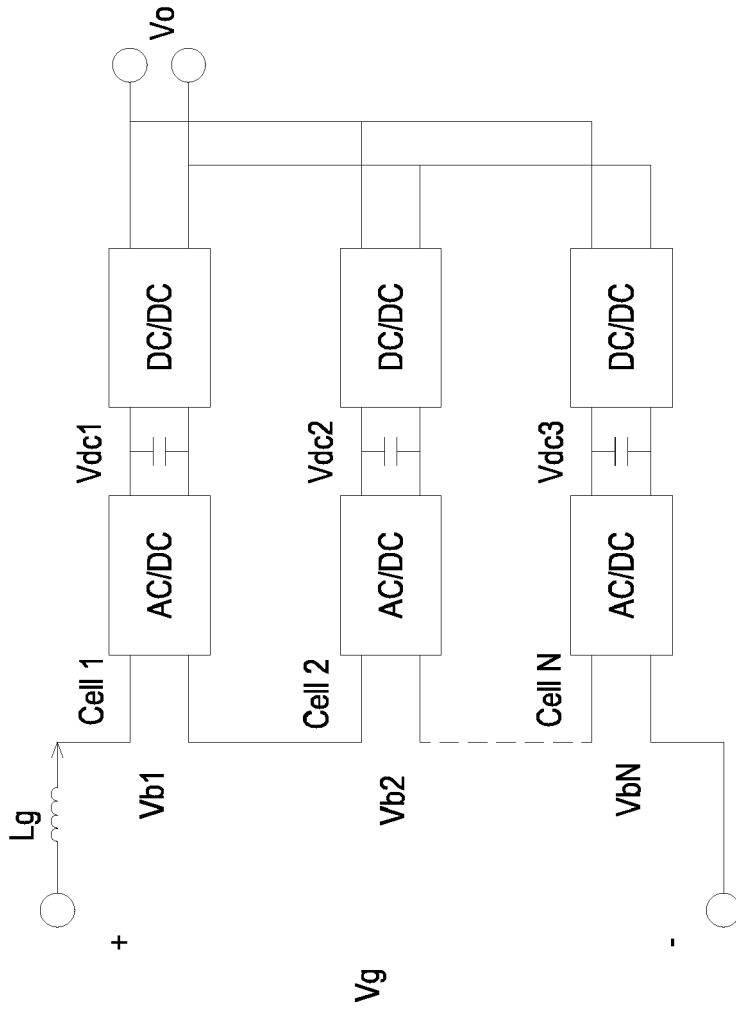 Lg
Cell 1
Vb1
AC/DC
Vdc1
DC/DC
Vo
+
Vg
Cell 2
Vb2
AC/DC
Vdc2
DC/DC
Cell N
VbN
AC/DC
Vdc3
DC/DC
-